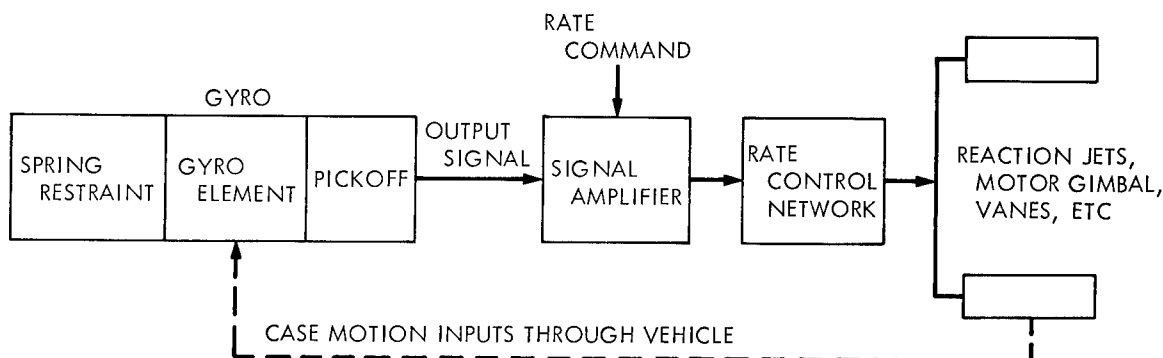 RATE
COMMAND
GYRO
SPRING
RESTRAINT
GYRO
ELEMENT
PICKOFF
OUTPUT
SIGNAL
SIGNAL
AMPLIFIER
RATE
CONTROL
NETWORK
REACTION JETS,
MOTOR GIMBAL,
VANES, ETC
CASE MOTION INPUTS THROUGH VEHICLE